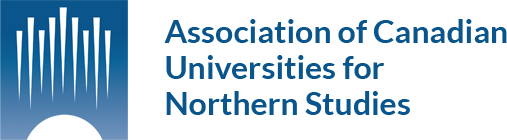 Association of Canadian
Universities for
Northern Studies